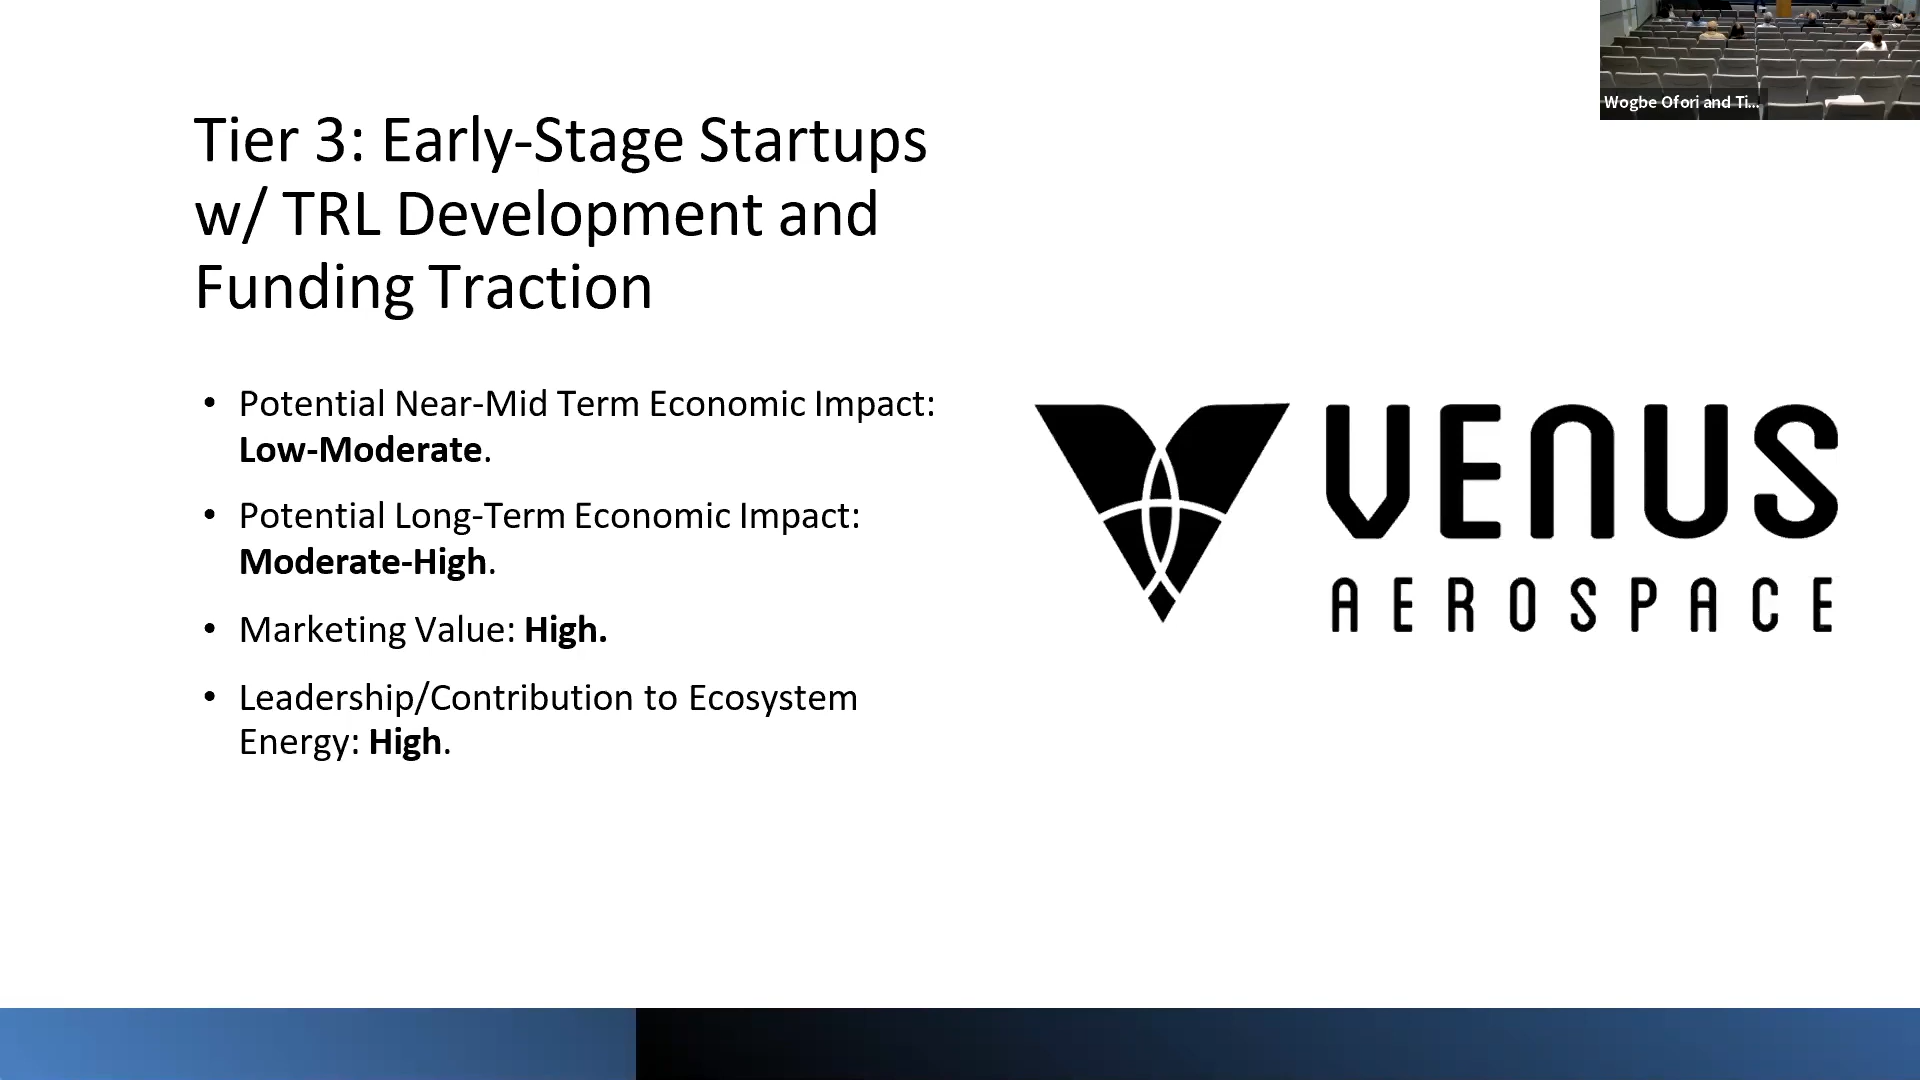 Wogbe Ofori and Ti...
Tier 3: Early-Stage Startups
w/ TRL Development and
Funding Traction
• Potential Near-Mid Term Economic Impact:
Low-Moderate.
• Potential Long-Term Economic Impact:
Moderate-High.
• Marketing Value: High.
• Leadership/Contribution to Ecosystem
Energy: High.
VENUS
AEROSPACE